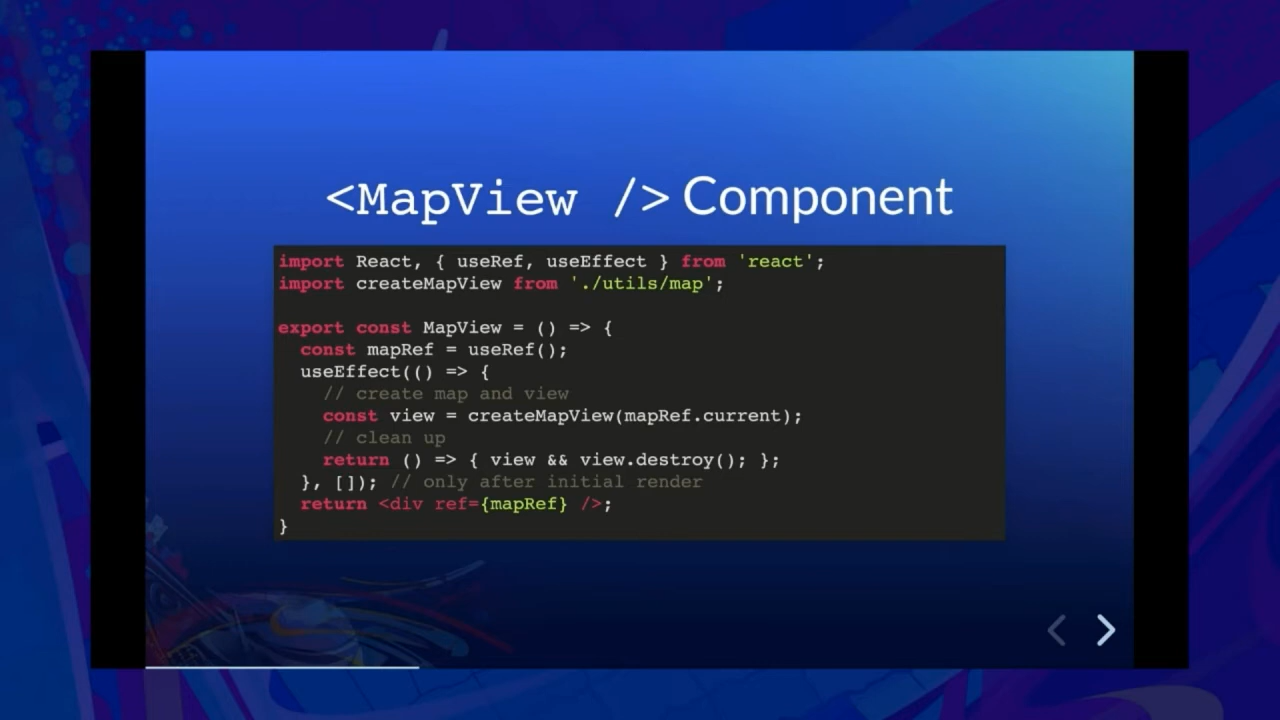 <MapView /> Component
import React, { useRef, useEffect } from 'react';
import createMapView from './utils/map';
export const MapView = () => {
  const mapRef = useRef();
  useEffect(() => {
    // create map and view
    const view = createMapView(mapRef.current);
    // clean up
    return () => { view && view.destroy(); };
  }, []); // only after initial render
  return <div ref={mapRef} />;
}